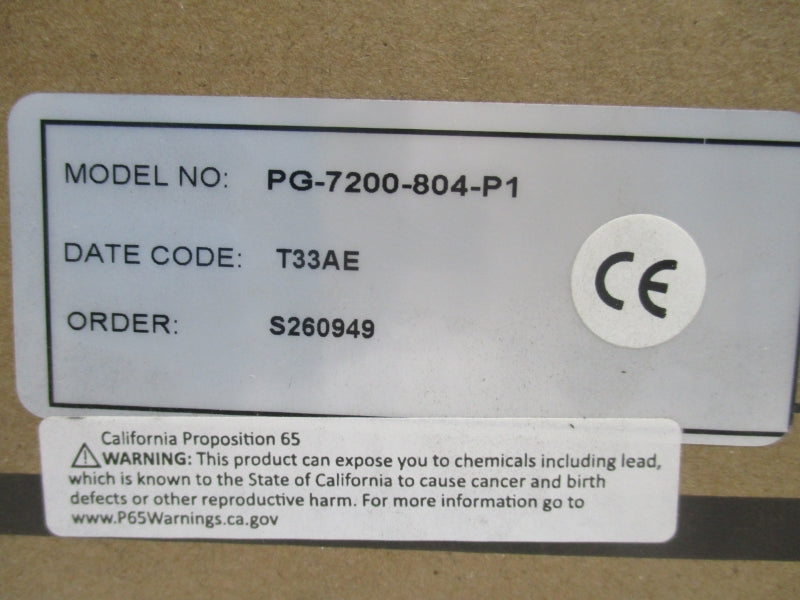 MODEL NO: PG-7200-804-P1
DATE CODE: T33AE
CE
ORDER: S260949
California Proposition 65
⚠WARNING: This product can expose you to chemicals including lead,
which is known to the State of California to cause cancer and birth
defects or other reproductive harm. For more information go to
www.P65Warnings.ca.gov